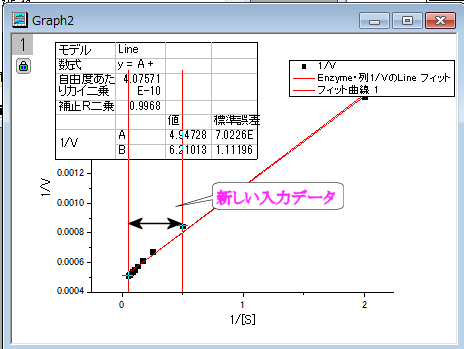 Graph2
1
モデル Line
数式 y = A +
自由度あた 4.07571
りカイ二乗 E-10
補正R二乗 0.9968
値 標準誤差
1/V A 4.94728 7.0226E
B 6.21013 1.11196
1/V
Enzyme・列1/VのLine フィット
フィット曲線 1
新しい入力データ
1/V
0.0012
0.0010
0.0008
0.0006
0.0004
0 1 2
1/[S]